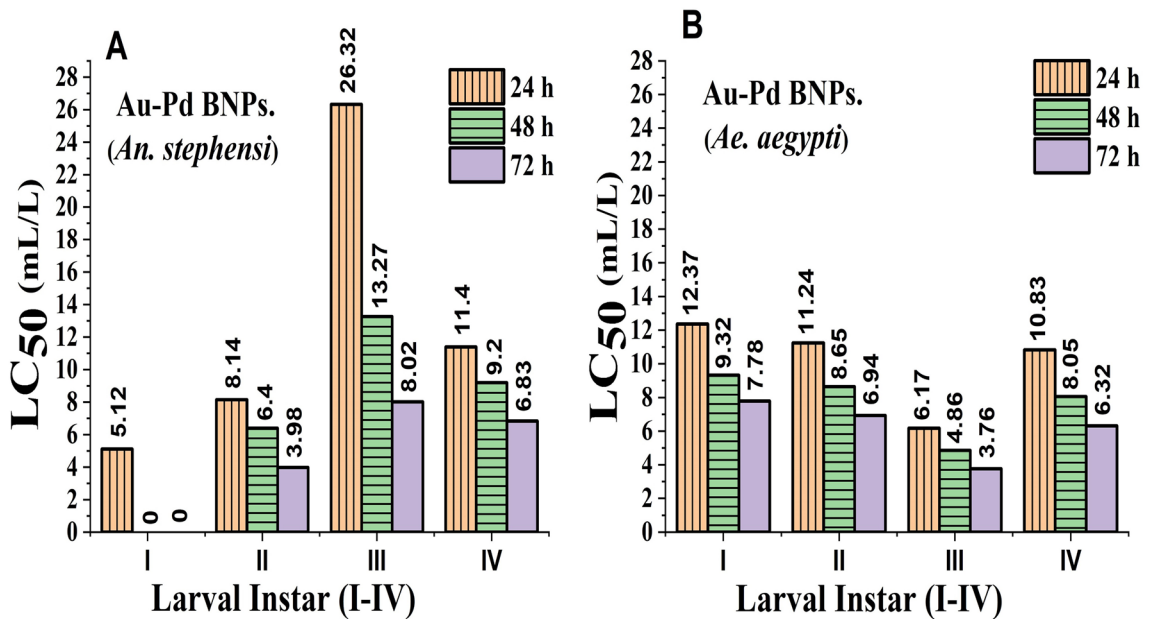 A
Au-Pd BNPs.
(An. stephensi)
24 h
48 h
72 h
LC50 (mL/L)
28
26
24
22
20
18
16
14
12
10
8
6
4
2
0
5.12
0
0
8.14
6.4
3.98
26.32
13.27
8.02
11.4
9.2
6.83
I
II
III
IV
Larval Instar (I-IV)
B
Au-Pd BNPs.
(Ae. aegypti)
24 h
48 h
72 h
LC50 (mL/L)
28
26
24
22
20
18
16
14
12
10
8
6
4
2
0
12.37
9.32
7.78
11.24
8.65
6.94
6.17
4.86
3.76
10.83
8.05
6.32
I
II
III
IV
Larval Instar (I-IV)